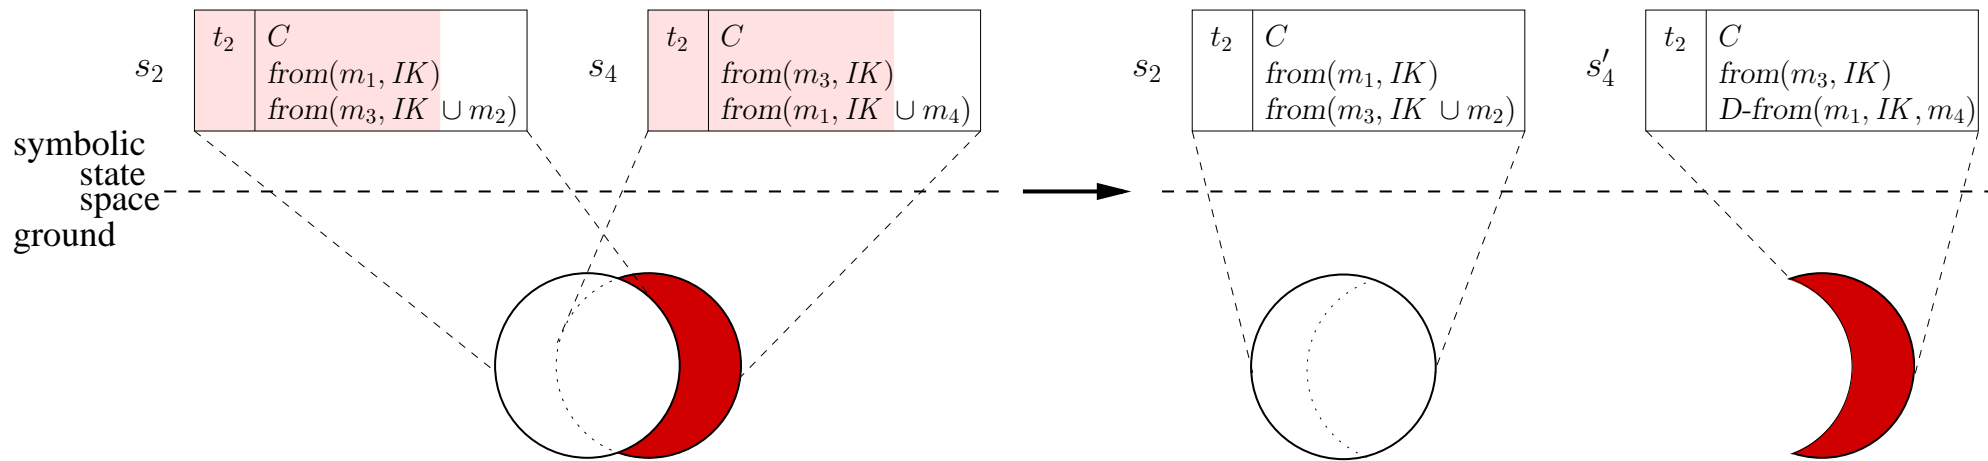 s₂ t₂ C
from(m₁, IK)
from(m₃, IK ∪ m₂)
s₄ t₂ C
from(m₃, IK)
from(m₁, IK ∪ m₄)
symbolic
state
space
ground
s₂ t₂ C
from(m₁, IK)
from(m₃, IK ∪ m₂)
s′₄ t₂ C
from(m₃, IK)
D-from(m₁, IK, m₄)